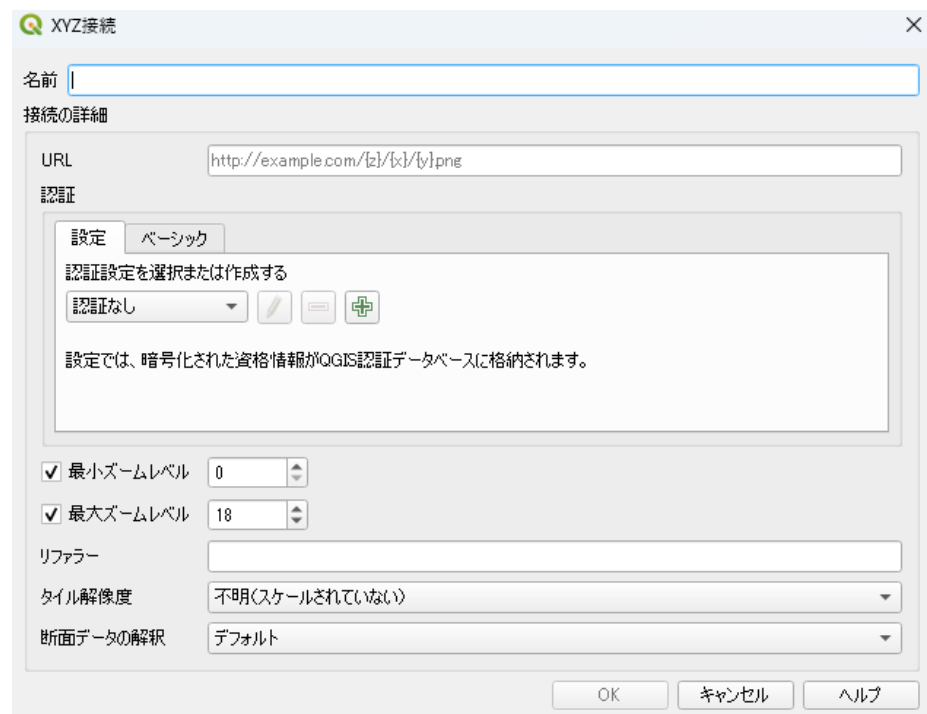 XYZ接続
名前
接続の詳細
URL http://example.com/{z}/{x}/{y}.png
認証
設定 ベーシック
認証設定を選択または作成する
認証なし
設定では、暗号化された資格情報がQGIS認証データベースに格納されます。
最小ズームレベル 0
最大ズームレベル 18
リファラー
タイル解像度 不明(スケールされていない)
断面データの解釈 デフォルト
OK キャンセル ヘルプ